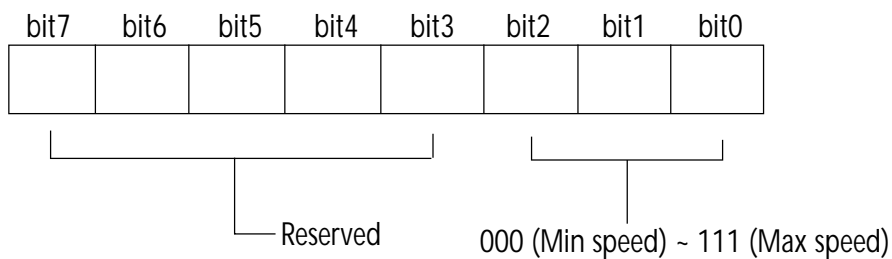 bit7 bit6 bit5 bit4 bit3 bit2 bit1 bit0
Reserved
000 (Min speed) ~ 111 (Max speed)